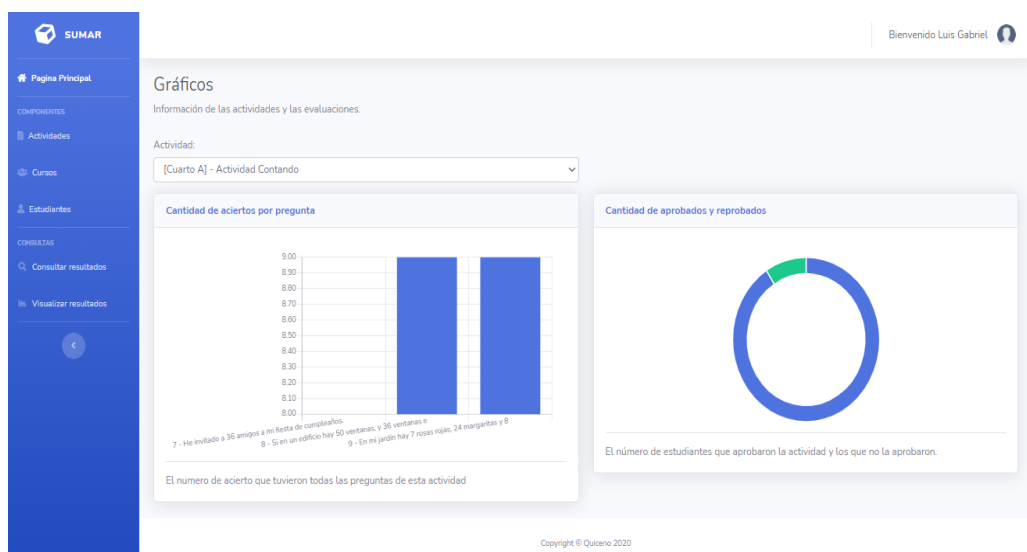 SUMAR
Bienvenido Luis Gabriel
Pagina Principal
COMPONENTES
Actividades
Cursos
Estudiantes
CONSULTAS
Consultar resultados
Visualizar resultados
Gráficos
Información de las actividades y las evaluaciones.
Actividad:
[Cuarto A] - Actividad Contando
Cantidad de aciertos por pregunta
9.00
8.90
8.80
8.70
8.60
8.50
8.40
8.30
8.20
8.10
8.00
7 - He invitado a 36 amigos a mi fiesta de cumpleaños.
8 - Si en un edificio hay 50 ventanas, y 36 ventanas e
9 - En mi jardín hay 7 rosas rojas, 24 margaritas y 8
El numero de acierto que tuvieron todas las preguntas de esta actividad
Cantidad de aprobados y reprobados
El número de estudiantes que aprobaron la actividad y los que no la aprobaron.
Copyright © Quiceno 2020